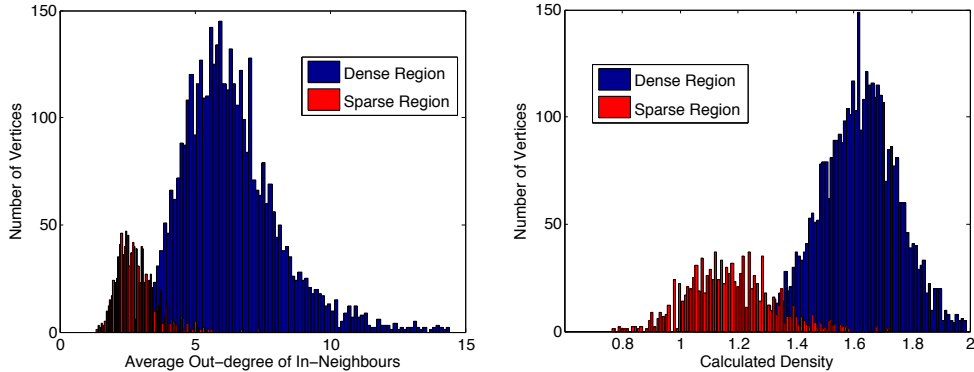 150
100
50
0
Number of Vertices
Dense Region
Sparse Region
0
5
10
15
Average Out−degree of In−Neighbours
150
100
50
0
Number of Vertices
Dense Region
Sparse Region
0.8
1
1.2
1.4
1.6
1.8
2
Calculated Density